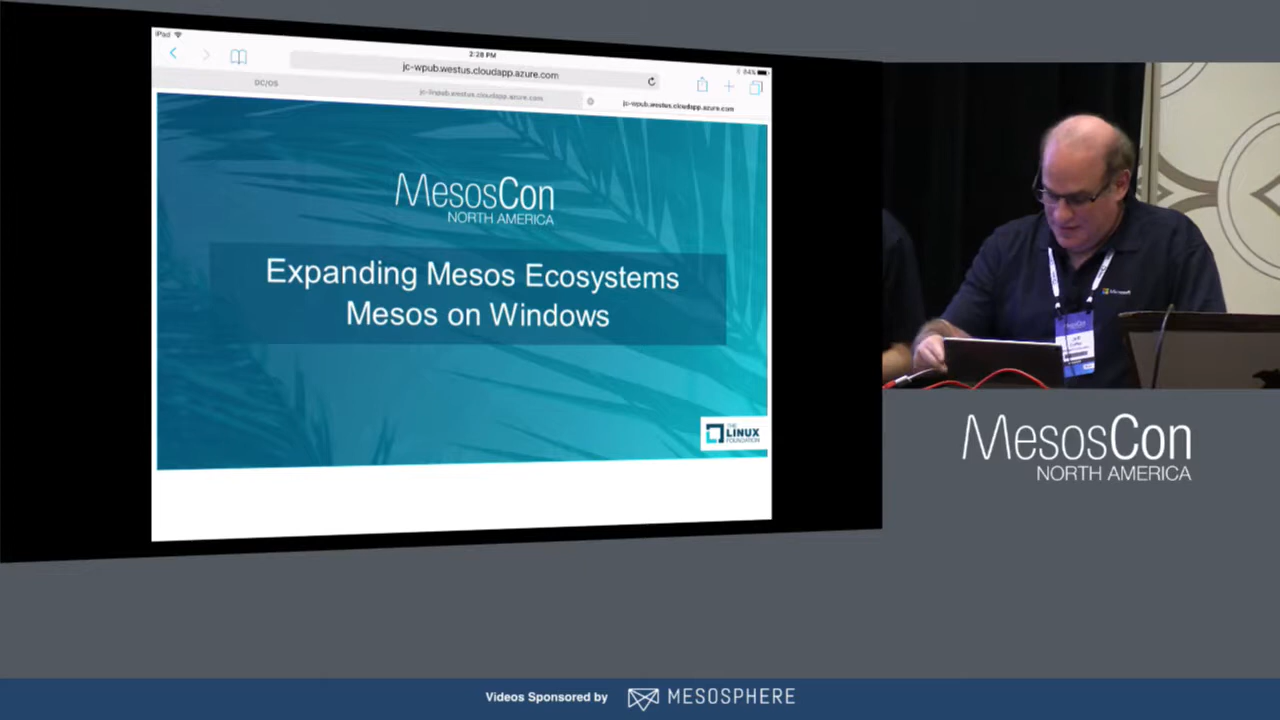 iPad
2:28 PM
84%
jc-wpub.westus.cloudapp.azure.com
DC/OS
jc-linpub.westus.cloudapp.azure.com
jc-wpub.westus.cloudapp.azure.com
MesosCon
NORTH AMERICA
Expanding Mesos Ecosystems
Mesos on Windows
THE
LINUX
FOUNDATION
Microsoft
MesosCon
MesosCon
NORTH AMERICA
Videos Sponsored by
MESOSPHERE